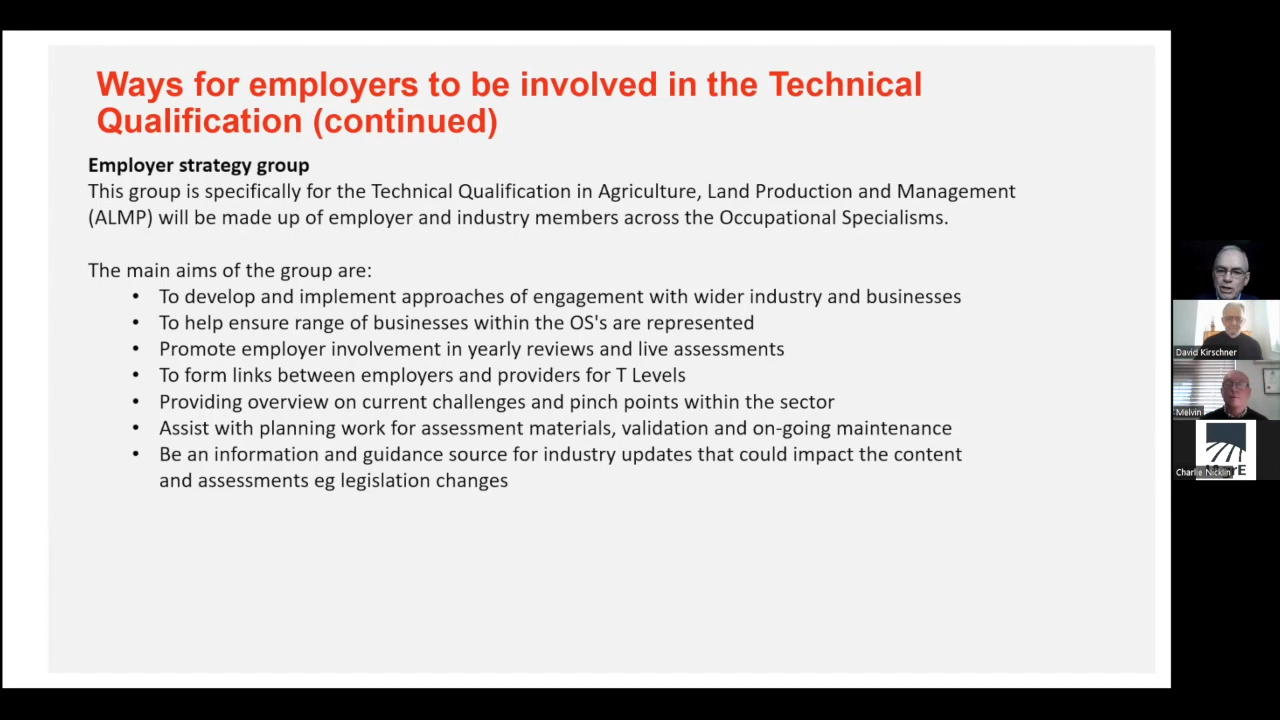 Ways for employers to be involved in the Technical
Qualification (continued)
Employer strategy group
This group is specifically for the Technical Qualification in Agriculture, Land Production and Management
(ALMP) will be made up of employer and industry members across the Occupational Specialisms.
The main aims of the group are:
• To develop and implement approaches of engagement with wider industry and businesses
• To help ensure range of businesses within the OS's are represented
• Promote employer involvement in yearly reviews and live assessments
• To form links between employers and providers for T Levels
• Providing overview on current challenges and pinch points within the sector
• Assist with planning work for assessment materials, validation and on-going maintenance
• Be an information and guidance source for industry updates that could impact the content
and assessments eg legislation changes
David Kirschner
Melvin
Charlie Nicklin